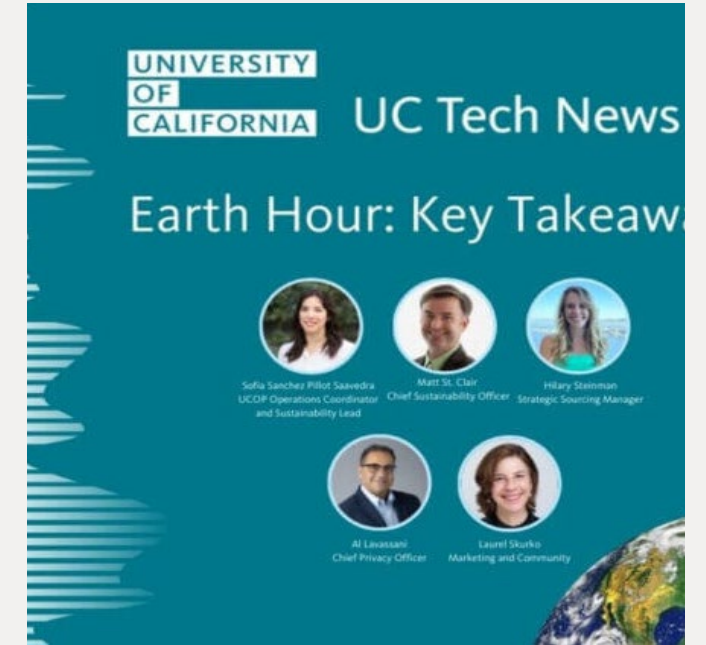 UNIVERSITY
OF
CALIFORNIA
UC Tech News
Earth Hour: Key Takeawa
Sofia Sanchez Pillot Saavedra
UCOP Operations Coordinator
and Sustainability Lead
Matt St. Clair
Chief Sustainability Officer
Hilary Steinman
Strategic Sourcing Manager
Al Lavassani
Chief Privacy Officer
Laurel Skurko
Marketing and Community